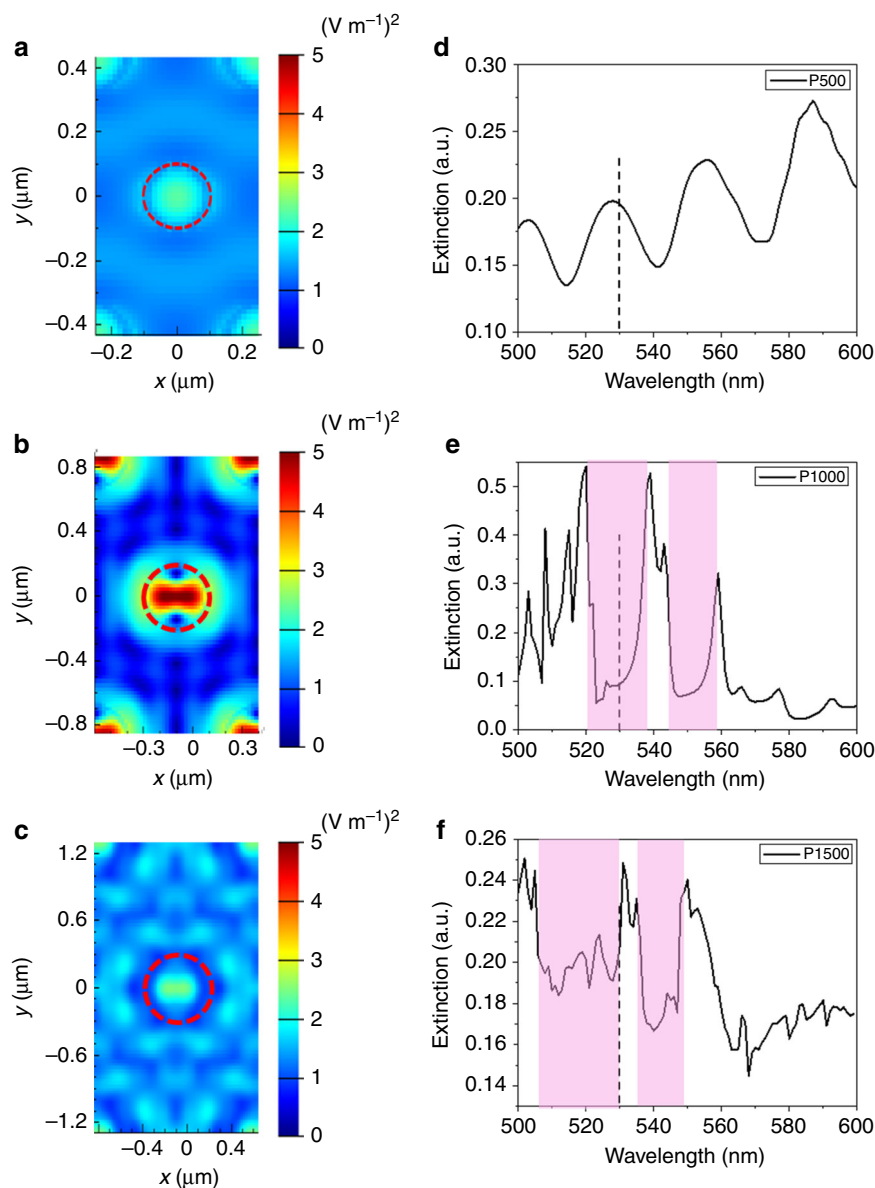 a
(V m⁻¹)²
0.4
0.2
0
−0.2
−0.4
y (μm)
−0.2 0 0.2
x (μm)
5
4
3
2
1
0
d
P500
0.30
0.25
0.20
0.15
0.10
Extinction (a.u.)
500 520 540 560 580 600
Wavelength (nm)
b
(V m⁻¹)²
0.8
0.4
0
−0.4
−0.8
y (μm)
−0.3 0 0.3
x (μm)
5
4
3
2
1
0
e
P1000
0.5
0.4
0.3
0.2
0.1
0.0
Extinction (a.u.)
500 520 540 560 580 600
Wavelength (nm)
c
(V m⁻¹)²
1.2
0.6
0
−0.6
−1.2
y (μm)
−0.4 0 0.4
x (μm)
5
4
3
2
1
0
f
P1500
0.26
0.24
0.22
0.20
0.18
0.16
0.14
Extinction (a.u.)
500 520 540 560 580 600
Wavelength (nm)